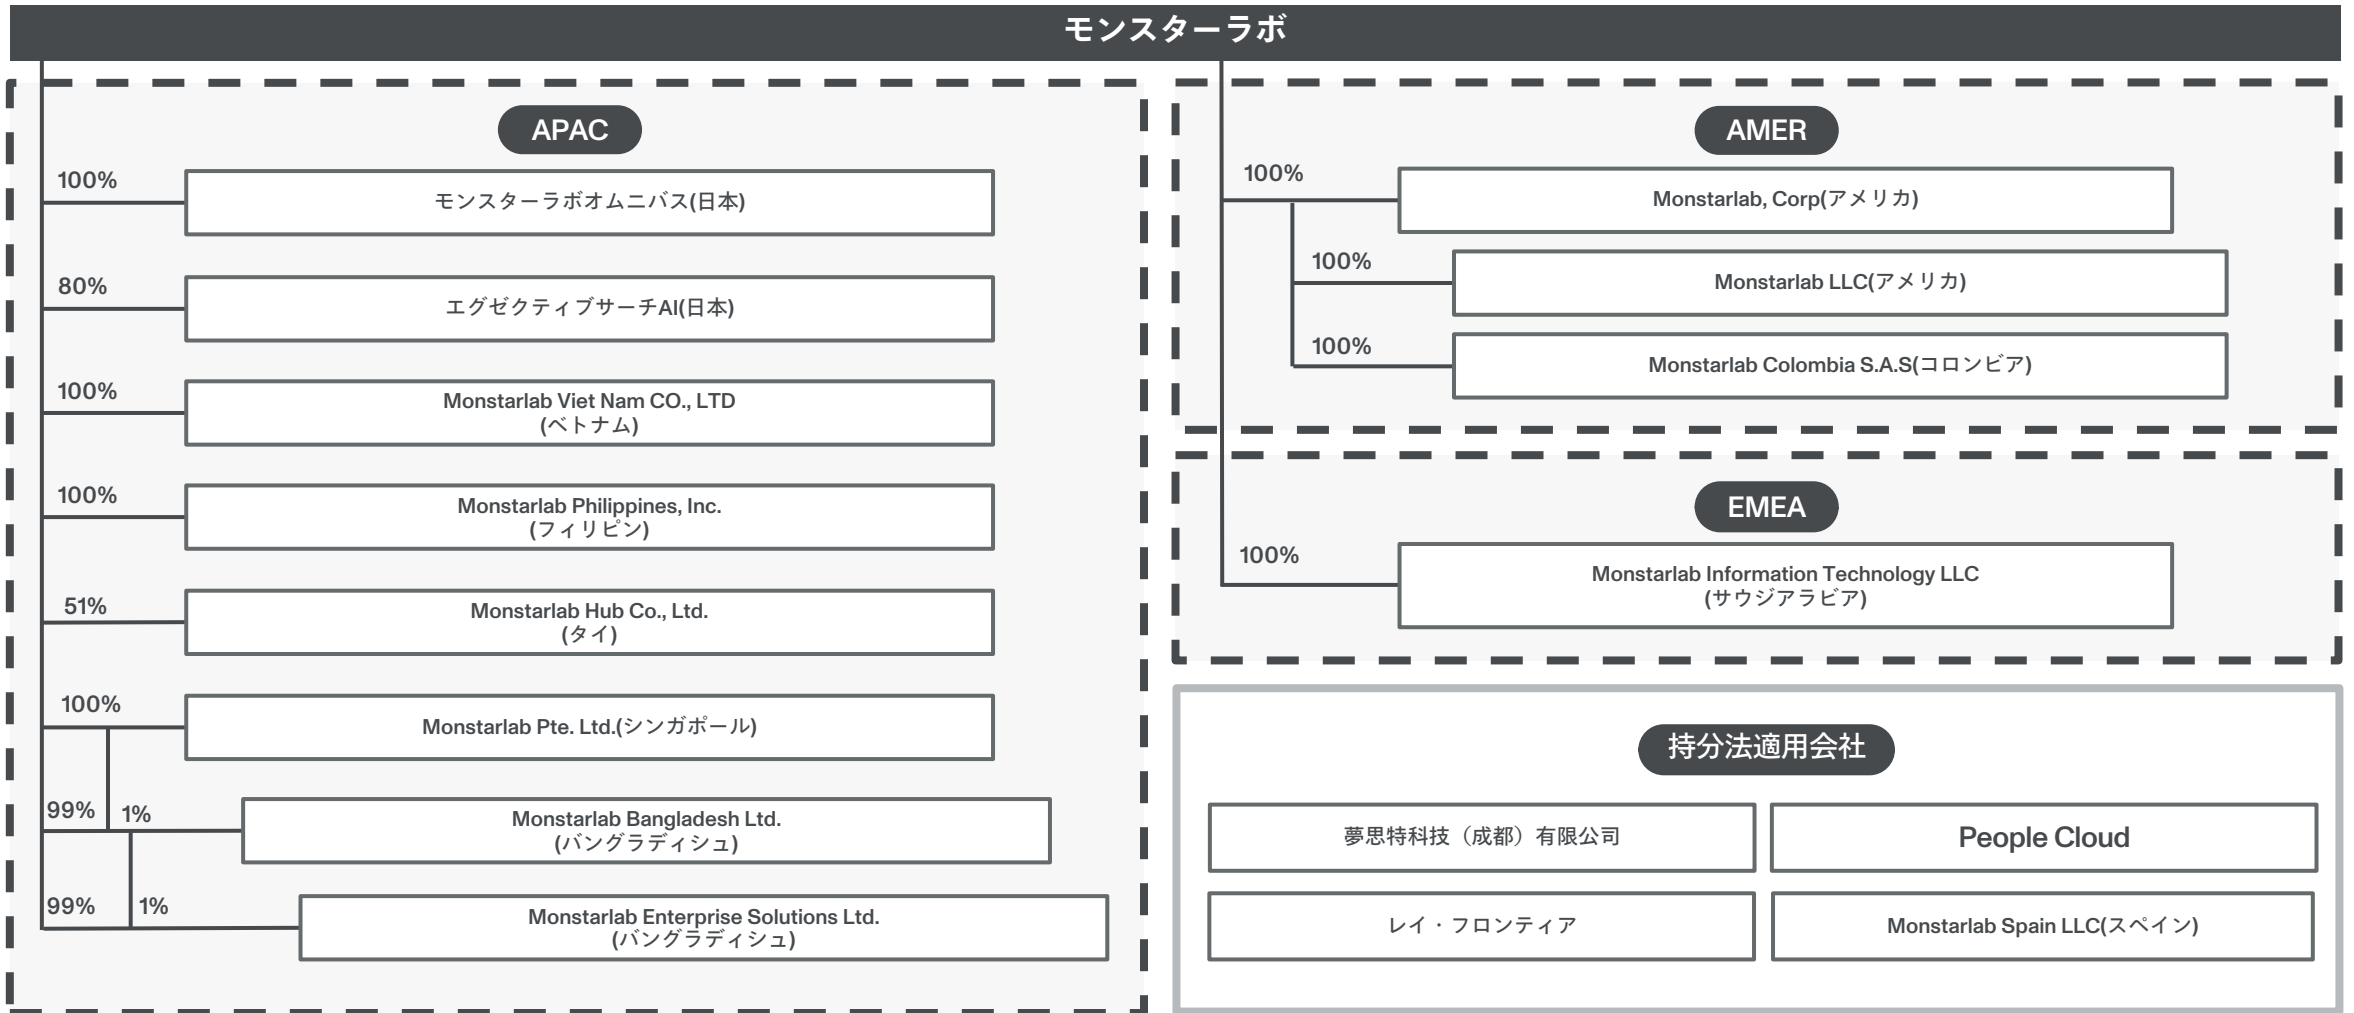 モンスターラボ
APAC
100%
モンスターラボオムニバス(日本)
80%
エグゼクティブサーチAI(日本)
100%
Monstarlab Viet Nam CO., LTD
(ベトナム)
100%
Monstarlab Philippines, Inc.
(フィリピン)
51%
Monstarlab Hub Co., Ltd.
(タイ)
100%
Monstarlab Pte. Ltd.(シンガポール)
99%
1%
Monstarlab Bangladesh Ltd.
(バングラディシュ)
99%
1%
Monstarlab Enterprise Solutions Ltd.
(バングラディシュ)
AMER
100%
Monstarlab, Corp(アメリカ)
100%
Monstarlab LLC(アメリカ)
100%
Monstarlab Colombia S.A.S(コロンビア)
EMEA
100%
Monstarlab Information Technology LLC
(サウジアラビア)
持分法適用会社
夢思特科技（成都）有限公司
People Cloud
レイ・フロンティア
Monstarlab Spain LLC(スペイン)